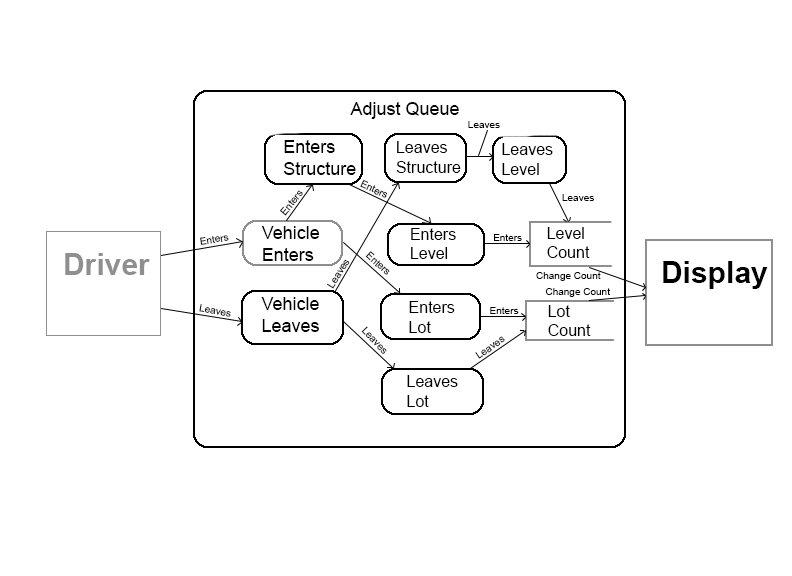 Adjust Queue
Leaves
Enters
Structure
Leaves
Structure
Leaves
Level
Enters
Enters
Leaves
Driver
Enters
Vehicle
Enters
Enters
Level
Enters
Level
Count
Enters
Leaves
Change Count
Display
Change Count
Leaves
Vehicle
Leaves
Enters
Lot
Enters
Lot
Count
Leaves
Leaves
Leaves
Lot